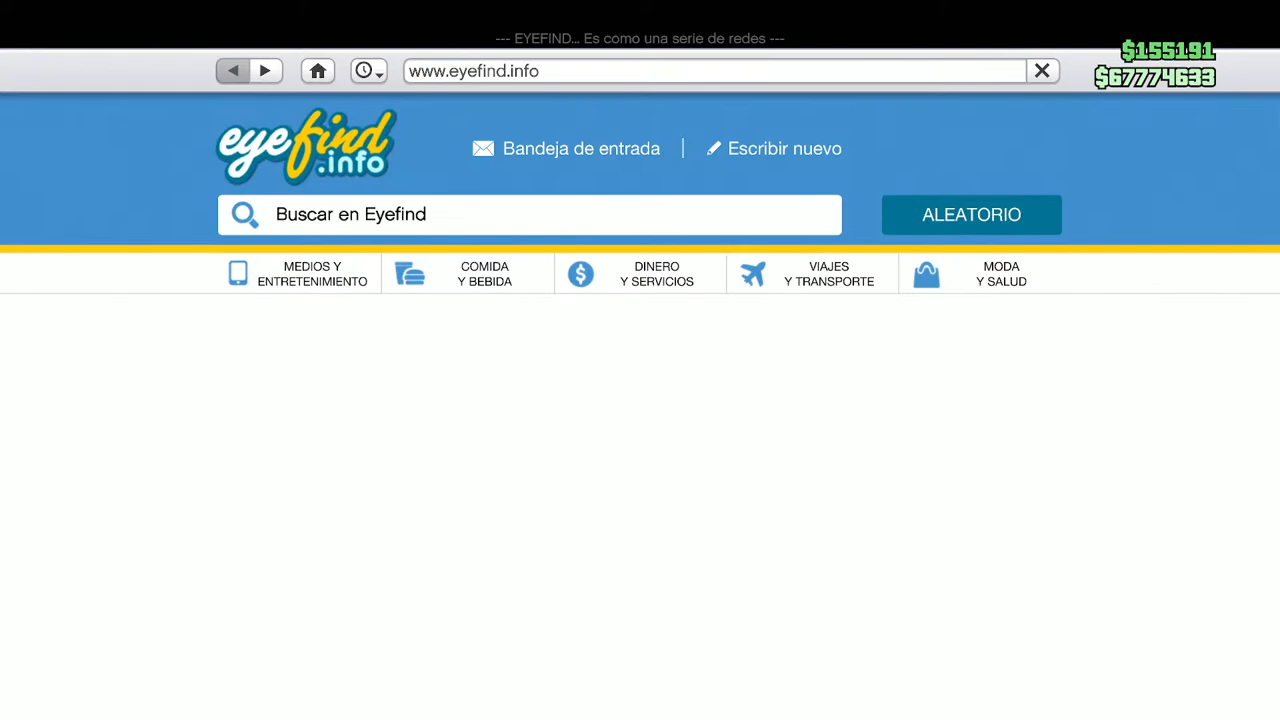 --- EYEFIND... Es como una serie de redes ---
$155191
www.eyefind.info
$67774633
eyefind
.info
Bandeja de entrada
Escribir nuevo
Buscar en Eyefind
ALEATORIO
MEDIOS Y
ENTRETENIMIENTO
COMIDA
Y BEBIDA
DINERO
Y SERVICIOS
VIAJES
Y TRANSPORTE
MODA
Y SALUD